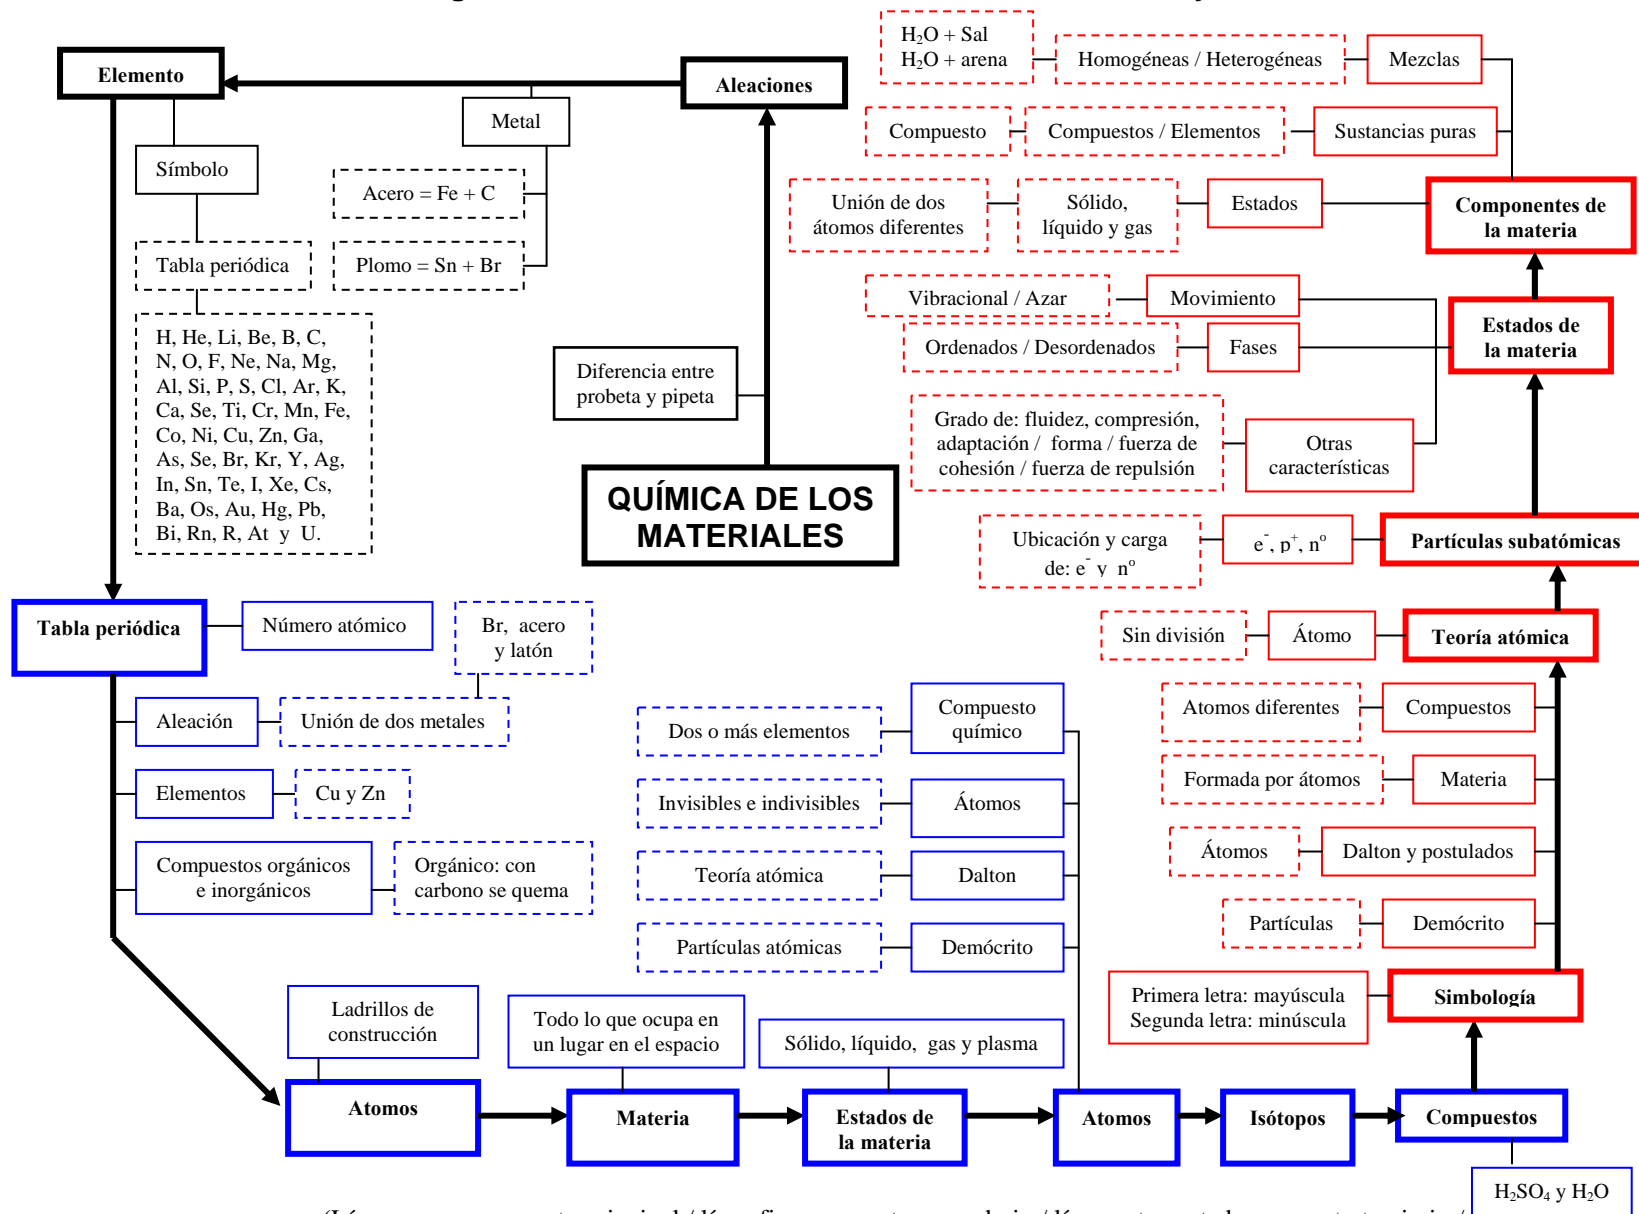 H₂O + Sal
H₂O + arena
Homogéneas / Heterogéneas
Mezclas
Elemento
Aleaciones
Metal
Compuesto
Compuestos / Elementos
Sustancias puras
Símbolo
Acero = Fe + C
Unión de dos
átomos diferentes
Sólido,
líquido y gas
Estados
Componentes de
la materia
Tabla periódica
Plomo = Sn + Br
Vibracional / Azar
Movimiento
H, He, Li, Be, B, C,
N, O, F, Ne, Na, Mg,
Al, Si, P, S, Cl, Ar, K,
Ca, Se, Ti, Cr, Mn, Fe,
Co, Ni, Cu, Zn, Ga,
As, Se, Br, Kr, Y, Ag,
In, Sn, Te, I, Xe, Cs,
Ba, Os, Au, Hg, Pb,
Bi, Rn, R, At y U.
Ordenados / Desordenados
Fases
Estados de
la materia
Diferencia entre
probeta y pipeta
Grado de: fluidez, compresión,
adaptación / forma / fuerza de
cohesión / fuerza de repulsión
Otras
características
QUÍMICA DE LOS
MATERIALES
Ubicación y carga
de: e⁻ y nº
e⁻, p⁺, nº
Partículas subatómicas
Tabla periódica
Número atómico
Br, acero
y latón
Sin división
Átomo
Teoría atómica
Aleación
Unión de dos metales
Dos o más elementos
Compuesto
químico
Atomos diferentes
Compuestos
Elementos
Cu y Zn
Invisibles e indivisibles
Átomos
Formada por átomos
Materia
Compuestos orgánicos
e inorgánicos
Orgánico: con
carbono se quema
Teoría atómica
Dalton
Átomos
Dalton y postulados
Partículas atómicas
Demócrito
Partículas
Demócrito
Ladrillos de
construcción
Todo lo que ocupa en
un lugar en el espacio
Sólido, líquido, gas y plasma
Primera letra: mayúscula
Segunda letra: minúscula
Simbología
Atomos
Materia
Estados de
la materia
Atomos
Isótopos
Compuestos
H₂SO₄ y H₂O